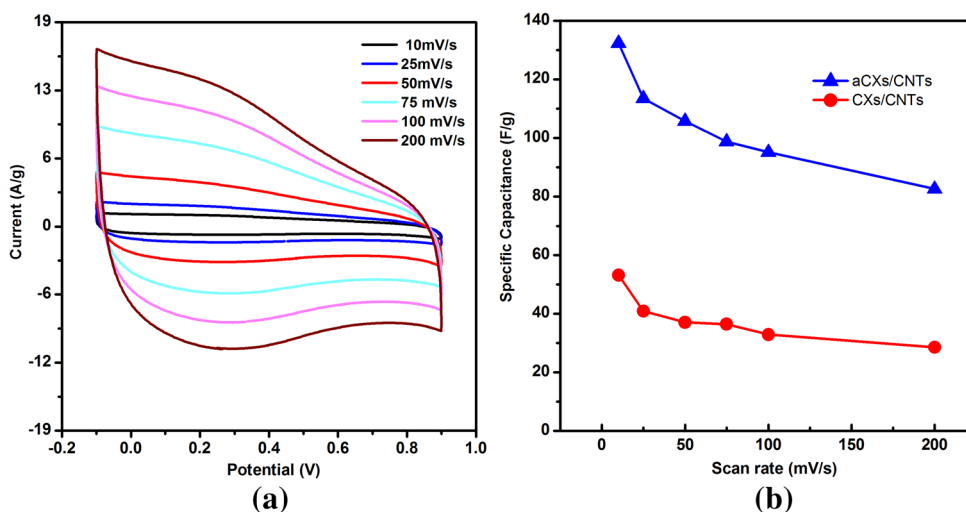 19
13
6
0
-6
-12
-19
-0.2
0.0
0.2
0.4
0.6
0.8
1.0
Current (A/g)
Potential (V)
10mV/s
25mV/s
50mV/s
75 mV/s
100 mV/s
200 mV/s
(a)
140
120
100
80
60
40
20
0
0
50
100
150
200
Specific Capacitance (F/g)
Scan rate (mV/s)
aCXs/CNTs
CXs/CNTs
(b)